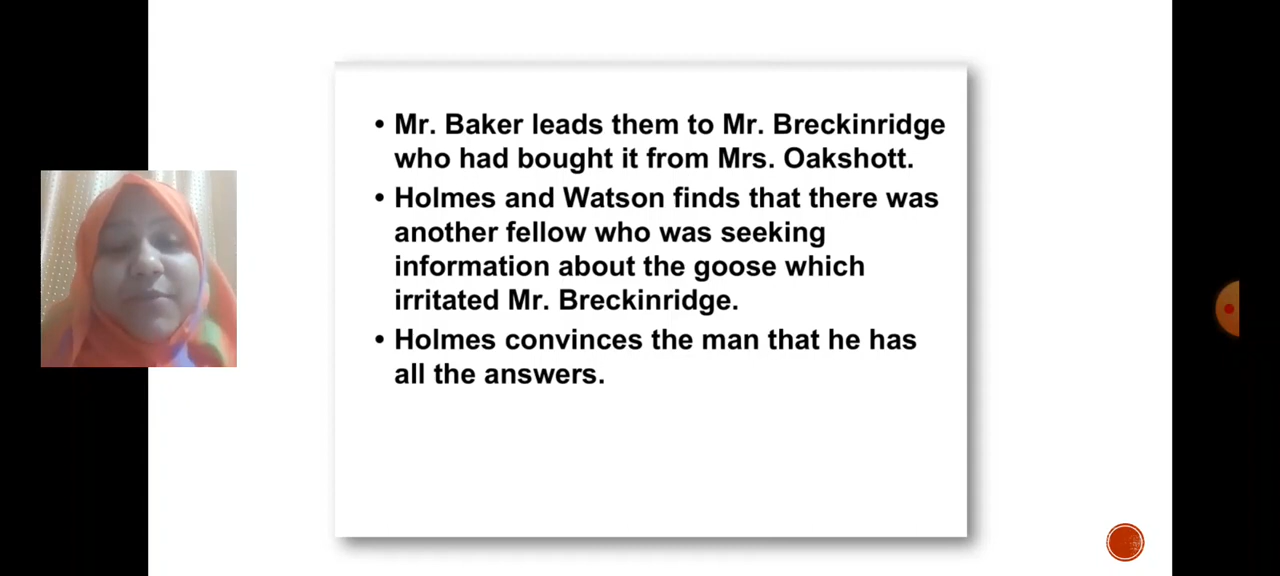 • Mr. Baker leads them to Mr. Breckinridge
who had bought it from Mrs. Oakshott.
• Holmes and Watson finds that there was
another fellow who was seeking
information about the goose which
irritated Mr. Breckinridge.
• Holmes convinces the man that he has
all the answers.